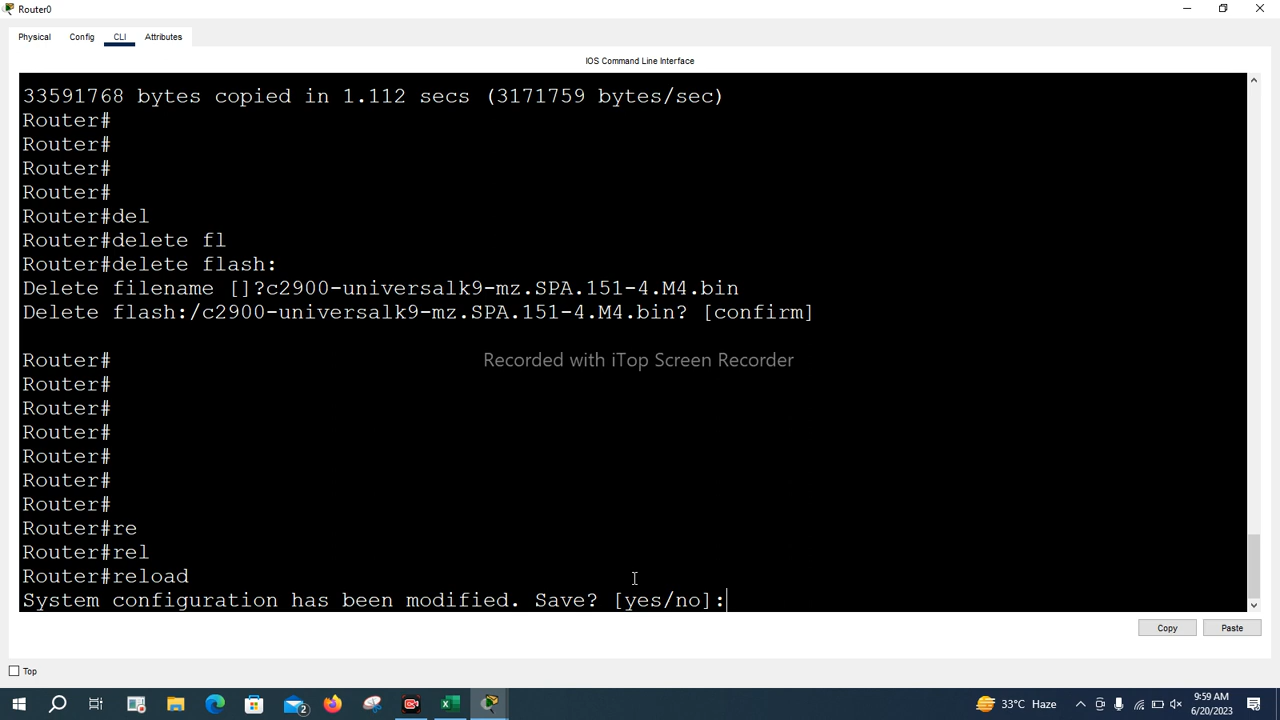 Router0
Physical Config CLI Attributes
IOS Command Line Interface
33591768 bytes copied in 1.112 secs (3171759 bytes/sec)
Router#
Router#
Router#
Router#
Router#del
Router#delete fl
Router#delete flash:
Delete filename []?c2900-universalk9-mz.SPA.151-4.M4.bin
Delete flash:/c2900-universalk9-mz.SPA.151-4.M4.bin? [confirm]
Router#
Recorded with iTop Screen Recorder
Router#
Router#
Router#
Router#
Router#
Router#
Router#re
Router#rel
Router#reload
System configuration has been modified. Save? [yes/no]:
Copy Paste
Top
2
33°C Haze
9:59 AM
6/20/2023